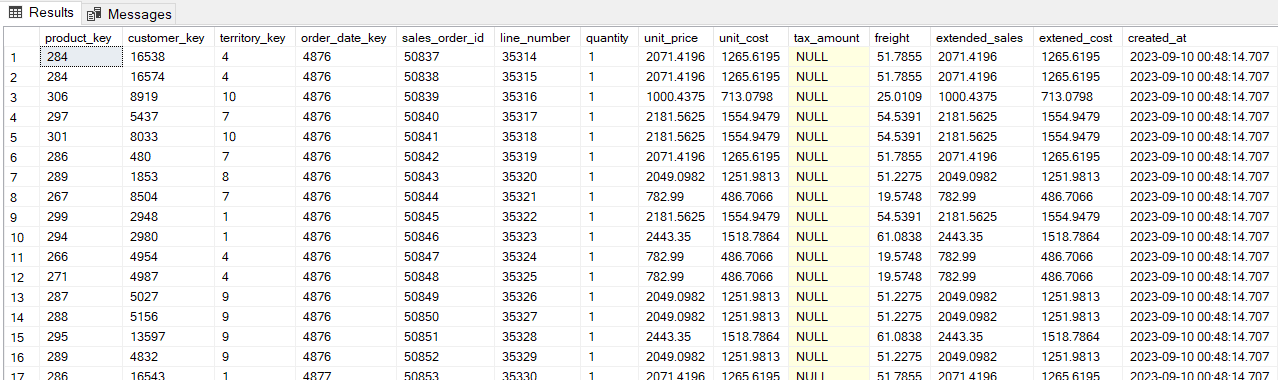 Results Messages
product_key customer_key territory_key order_date_key sales_order_id line_number quantity unit_price unit_cost tax_amount freight extended_sales extened_cost created_at
1 284 16538 4 4876 50837 35314 1 2071.4196 1265.6195 NULL 51.7855 2071.4196 1265.6195 2023-09-10 00:48:14.707
2 284 16574 4 4876 50838 35315 1 2071.4196 1265.6195 NULL 51.7855 2071.4196 1265.6195 2023-09-10 00:48:14.707
3 306 8919 10 4876 50839 35316 1 1000.4375 713.0798 NULL 25.0109 1000.4375 713.0798 2023-09-10 00:48:14.707
4 297 5437 7 4876 50840 35317 1 2181.5625 1554.9479 NULL 54.5391 2181.5625 1554.9479 2023-09-10 00:48:14.707
5 301 8033 10 4876 50841 35318 1 2181.5625 1554.9479 NULL 54.5391 2181.5625 1554.9479 2023-09-10 00:48:14.707
6 286 480 7 4876 50842 35319 1 2071.4196 1265.6195 NULL 51.7855 2071.4196 1265.6195 2023-09-10 00:48:14.707
7 289 1853 8 4876 50843 35320 1 2049.0982 1251.9813 NULL 51.2275 2049.0982 1251.9813 2023-09-10 00:48:14.707
8 267 8504 7 4876 50844 35321 1 782.99 486.7066 NULL 19.5748 782.99 486.7066 2023-09-10 00:48:14.707
9 299 2948 1 4876 50845 35322 1 2181.5625 1554.9479 NULL 54.5391 2181.5625 1554.9479 2023-09-10 00:48:14.707
10 294 2980 1 4876 50846 35323 1 2443.35 1518.7864 NULL 61.0838 2443.35 1518.7864 2023-09-10 00:48:14.707
11 266 4954 4 4876 50847 35324 1 782.99 486.7066 NULL 19.5748 782.99 486.7066 2023-09-10 00:48:14.707
12 271 4987 4 4876 50848 35325 1 782.99 486.7066 NULL 19.5748 782.99 486.7066 2023-09-10 00:48:14.707
13 287 5027 9 4876 50849 35326 1 2049.0982 1251.9813 NULL 51.2275 2049.0982 1251.9813 2023-09-10 00:48:14.707
14 288 5156 9 4876 50850 35327 1 2049.0982 1251.9813 NULL 51.2275 2049.0982 1251.9813 2023-09-10 00:48:14.707
15 295 13597 9 4876 50851 35328 1 2443.35 1518.7864 NULL 61.0838 2443.35 1518.7864 2023-09-10 00:48:14.707
16 289 4832 9 4876 50852 35329 1 2049.0982 1251.9813 NULL 51.2275 2049.0982 1251.9813 2023-09-10 00:48:14.707
17 286 16543 1 4877 50853 35330 1 2071.4196 1265.6195 NULL 51.7855 2071.4196 1265.6195 2023-09-10 00:48:14.707